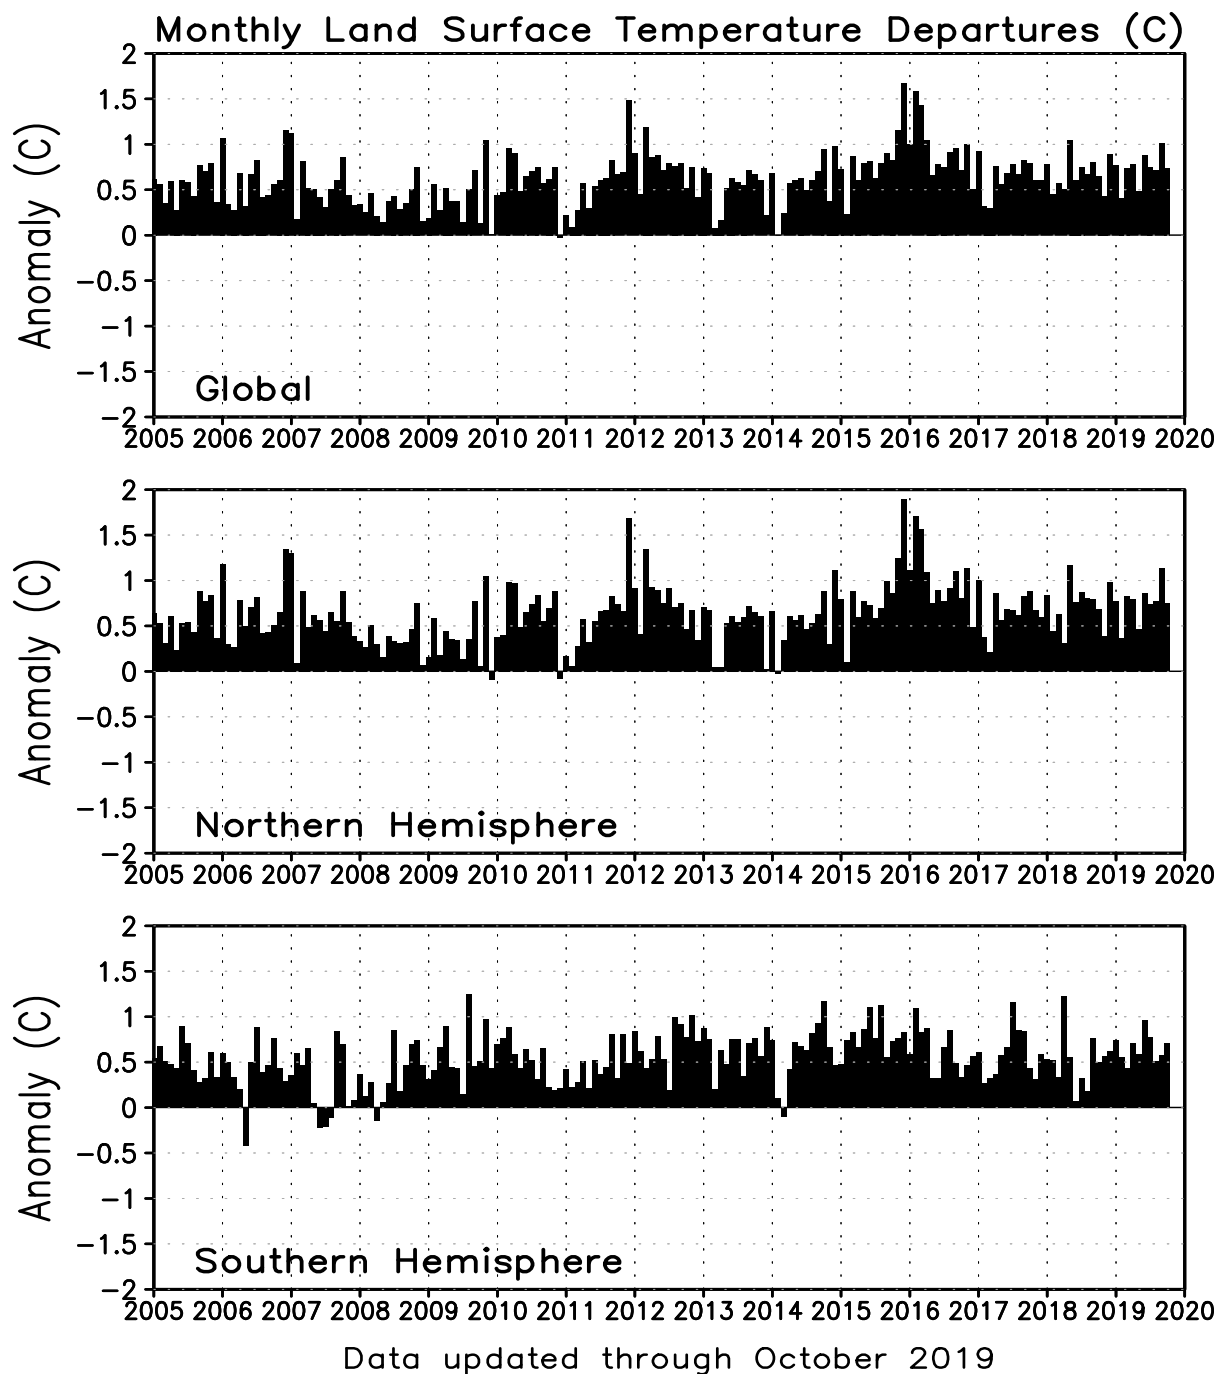 Monthly Land Surface Temperature Departures (C)
Anomaly (C)
2
1.5
1
0.5
0
−0.5
−1
−1.5
−2
Global
2005 2006 2007 2008 2009 2010 2011 2012 2013 2014 2015 2016 2017 2018 2019 2020
Anomaly (C)
2
1.5
1
0.5
0
−0.5
−1
−1.5
−2
Northern Hemisphere
2005 2006 2007 2008 2009 2010 2011 2012 2013 2014 2015 2016 2017 2018 2019 2020
Anomaly (C)
2
1.5
1
0.5
0
−0.5
−1
−1.5
−2
Southern Hemisphere
2005 2006 2007 2008 2009 2010 2011 2012 2013 2014 2015 2016 2017 2018 2019 2020
Data updated through October 2019